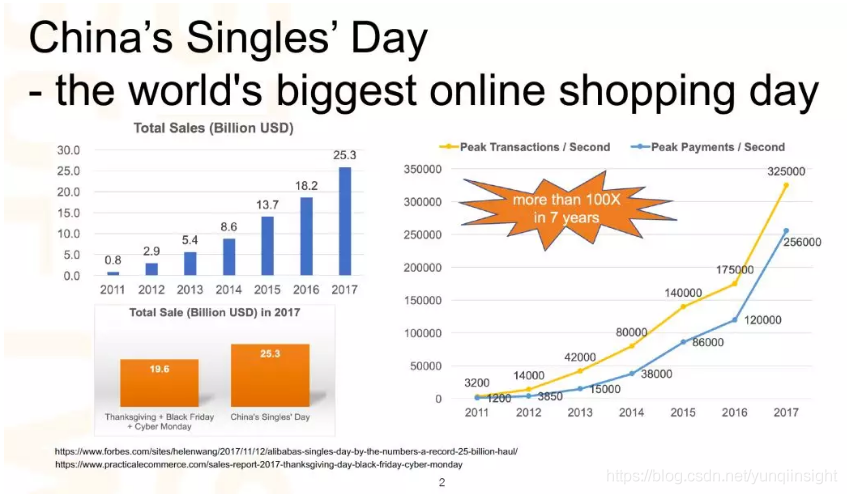 China's Singles' Day
- the world's biggest online shopping day
Total Sales (Billion USD)
30.0
25.0
20.0
15.0
10.0
5.0
0.0
0.8
2.9
5.4
8.6
13.7
18.2
25.3
2011 2012 2013 2014 2015 2016 2017
Total Sale (Billion USD) in 2017
19.6
25.3
Thanksgiving + Black Friday
+ Cyber Monday
China's Singles' Day
Peak Transactions / Second Peak Payments / Second
more than 100X
in 7 years
350000
300000
250000
200000
150000
100000
50000
0
3200
14000
42000
80000
140000
175000
325000
1200
3850
15000
38000
86000
120000
256000
2011 2012 2013 2014 2015 2016 2017
https://www.forbes.com/sites/helenwang/2017/11/12/alibabas-singles-day-by-the-numbers-a-record-25-billion-haul/
https://www.practicalecommerce.com/sales-report-2017-thanksgiving-day-black-friday-cyber-monday
https://blog.csdn.net/yunqiinsight
2